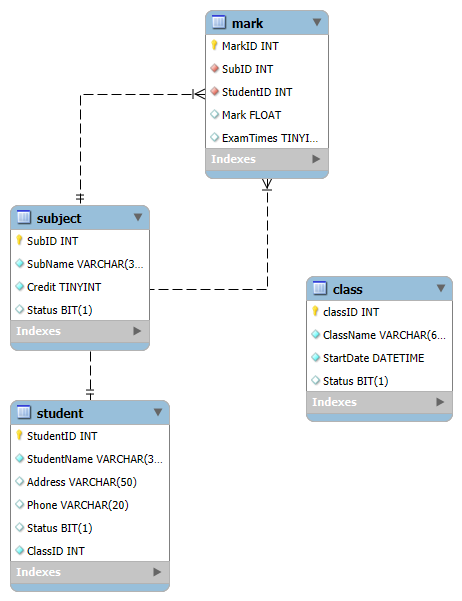 mark
MarkID INT
SubID INT
StudentID INT
Mark FLOAT
ExamTimes TINYI...
Indexes
subject
SubID INT
SubName VARCHAR(3...
Credit TINYINT
Status BIT(1)
Indexes
class
classID INT
ClassName VARCHAR(6...
StartDate DATETIME
Status BIT(1)
Indexes
student
StudentID INT
StudentName VARCHAR(3...
Address VARCHAR(50)
Phone VARCHAR(20)
Status BIT(1)
ClassID INT
Indexes